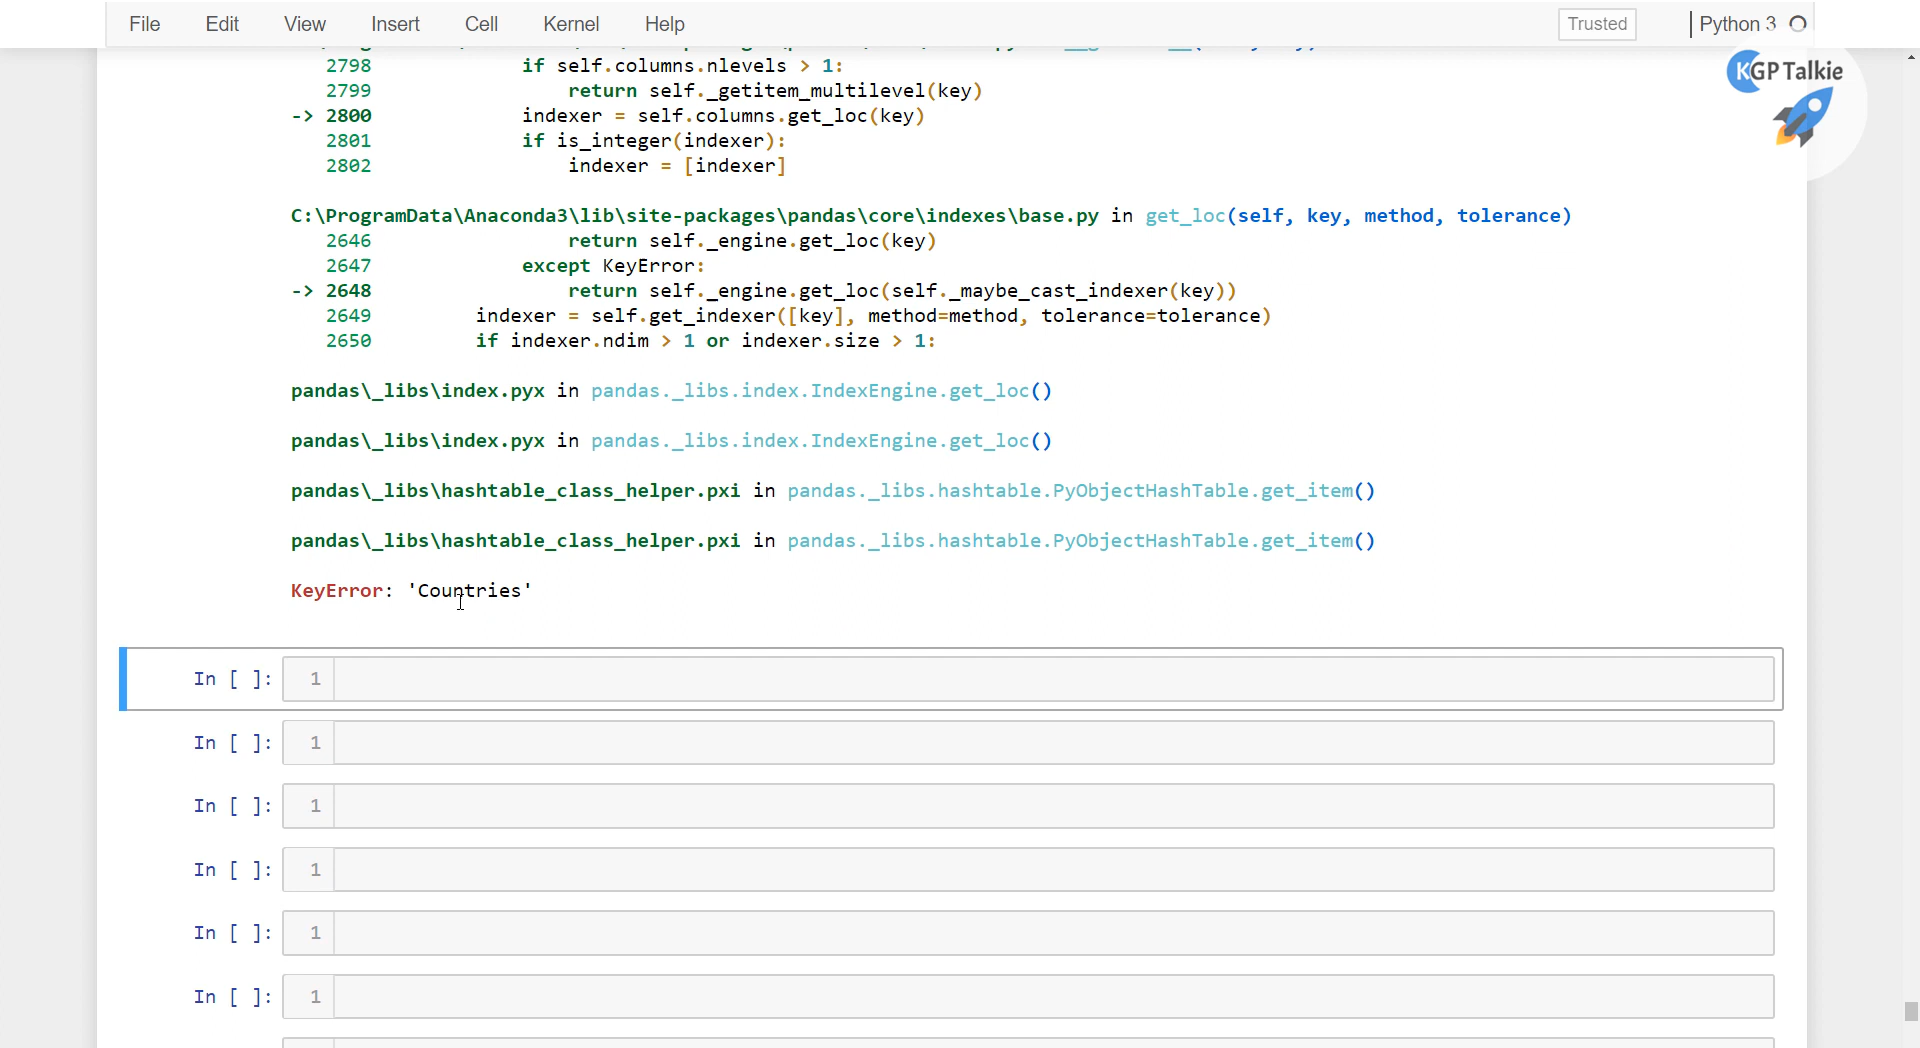 File Edit View Insert Cell Kernel Help Trusted Python 3
KGP Talkie
2798 if self.columns.nlevels > 1:
2799 return self._getitem_multilevel(key)
-> 2800 indexer = self.columns.get_loc(key)
2801 if is_integer(indexer):
2802 indexer = [indexer]
C:\ProgramData\Anaconda3\lib\site-packages\pandas\core\indexes\base.py in get_loc(self, key, method, tolerance)
2646 return self._engine.get_loc(key)
2647 except KeyError:
-> 2648 return self._engine.get_loc(self._maybe_cast_indexer(key))
2649 indexer = self.get_indexer([key], method=method, tolerance=tolerance)
2650 if indexer.ndim > 1 or indexer.size > 1:
pandas\_libs\index.pyx in pandas._libs.index.IndexEngine.get_loc()
pandas\_libs\index.pyx in pandas._libs.index.IndexEngine.get_loc()
pandas\_libs\hashtable_class_helper.pxi in pandas._libs.hashtable.PyObjectHashTable.get_item()
pandas\_libs\hashtable_class_helper.pxi in pandas._libs.hashtable.PyObjectHashTable.get_item()
KeyError: 'Countries'
In [ ]: 1
In [ ]: 1
In [ ]: 1
In [ ]: 1
In [ ]: 1
In [ ]: 1